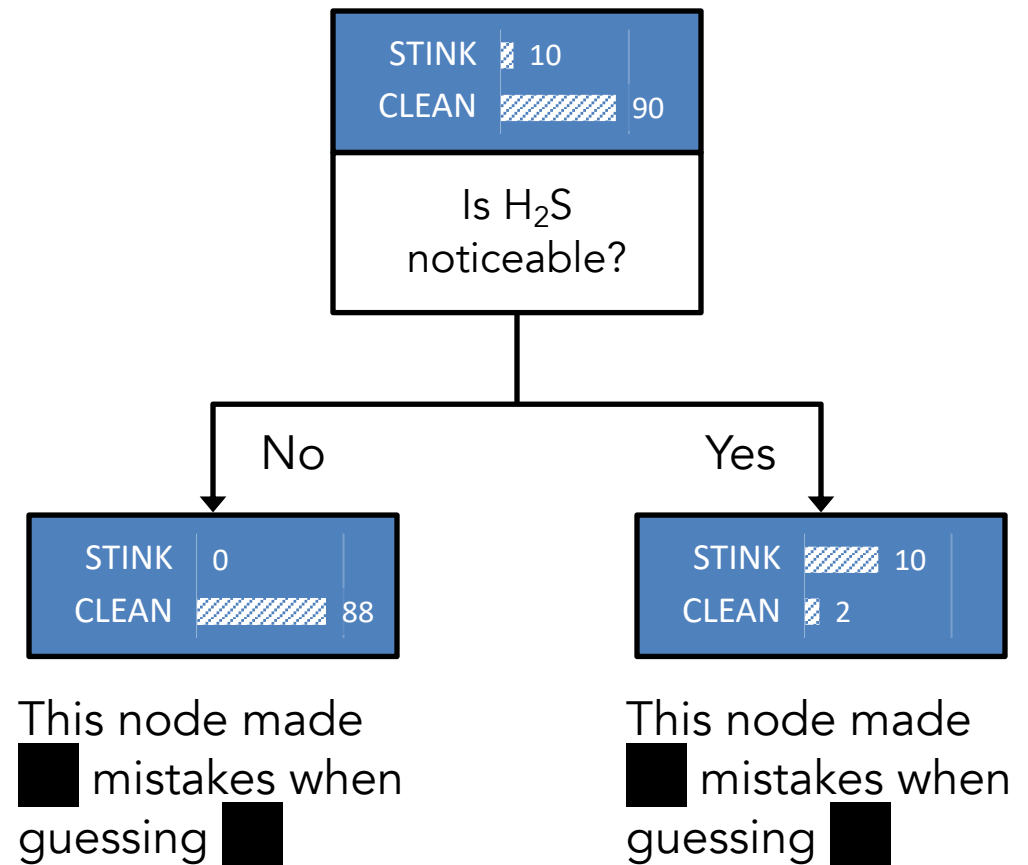 STINK 10
CLEAN 90
Is H₂S
noticeable?
No
Yes
STINK 0
CLEAN 88
STINK 10
CLEAN 2
This node made
mistakes when
guessing
This node made
mistakes when
guessing